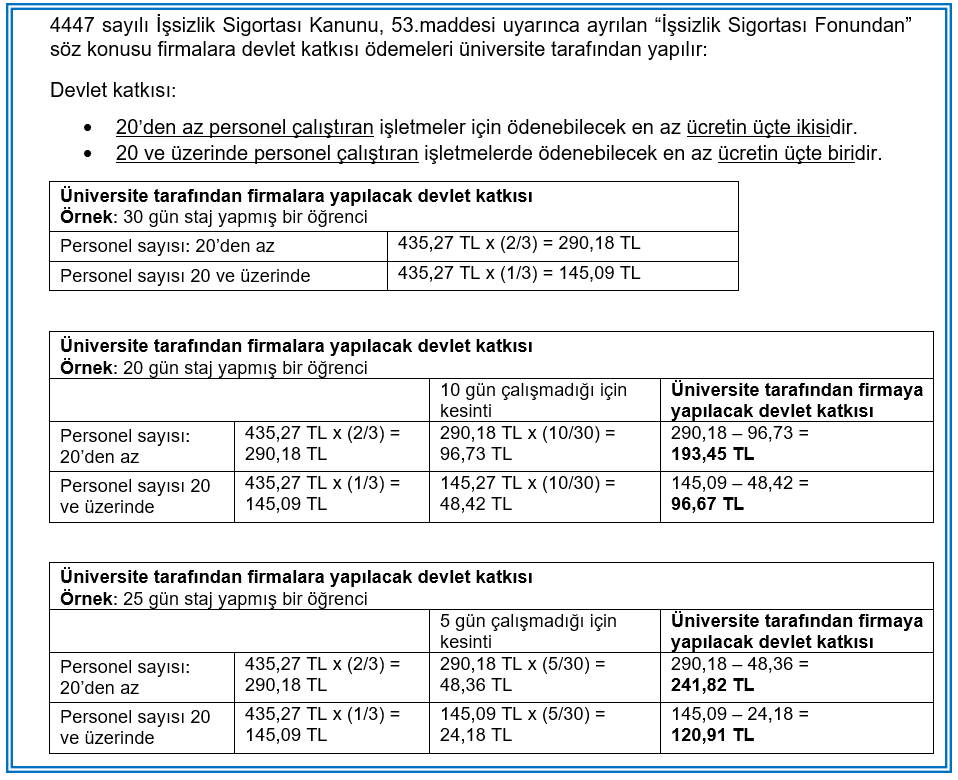 4447 sayılı İşsizlik Sigortası Kanunu, 53.maddesi uyarınca ayrılan “İşsizlik Sigortası Fonundan”
söz konusu firmalara devlet katkısı ödemeleri üniversite tarafından yapılır:
Devlet katkısı:
• 20’den az personel çalıştıran işletmeler için ödenebilecek en az ücretin üçte ikisidir.
• 20 ve üzerinde personel çalıştıran işletmelerde ödenebilecek en az ücretin üçte biridir.
Üniversite tarafından firmalara yapılacak devlet katkısı
Örnek: 30 gün staj yapmış bir öğrenci
Personel sayısı: 20’den az 435,27 TL x (2/3) = 290,18 TL
Personel sayısı 20 ve üzerinde 435,27 TL x (1/3) = 145,09 TL
Üniversite tarafından firmalara yapılacak devlet katkısı
Örnek: 20 gün staj yapmış bir öğrenci
10 gün çalışmadığı için Üniversite tarafından firmaya
kesinti yapılacak devlet katkısı
Personel sayısı: 435,27 TL x (2/3) = 290,18 TL x (10/30) = 290,18 – 96,73 =
20’den az 290,18 TL 96,73 TL 193,45 TL
Personel sayısı 20 435,27 TL x (1/3) = 145,27 TL x (10/30) = 145,09 – 48,42 =
ve üzerinde 145,09 TL 48,42 TL 96,67 TL
Üniversite tarafından firmalara yapılacak devlet katkısı
Örnek: 25 gün staj yapmış bir öğrenci
5 gün çalışmadığı için Üniversite tarafından firmaya
kesinti yapılacak devlet katkısı
Personel sayısı: 435,27 TL x (2/3) = 290,18 TL x (5/30) = 290,18 – 48,36 =
20’den az 290,18 TL 48,36 TL 241,82 TL
Personel sayısı 20 435,27 TL x (1/3) = 145,09 TL x (5/30) = 145,09 – 24,18 =
ve üzerinde 145,09 TL 24,18 TL 120,91 TL